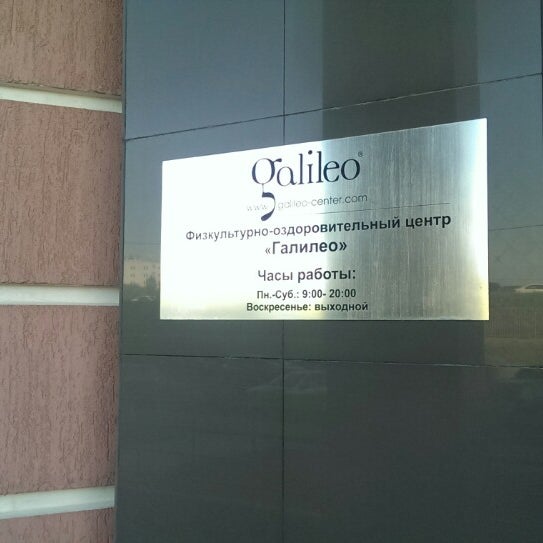 galileo®
www.galileo-center.com
Физкультурно-оздоровительный центр
«Галилео»
Часы работы:
Пн.-Суб.: 9:00- 20:00
Воскресенье: выходной